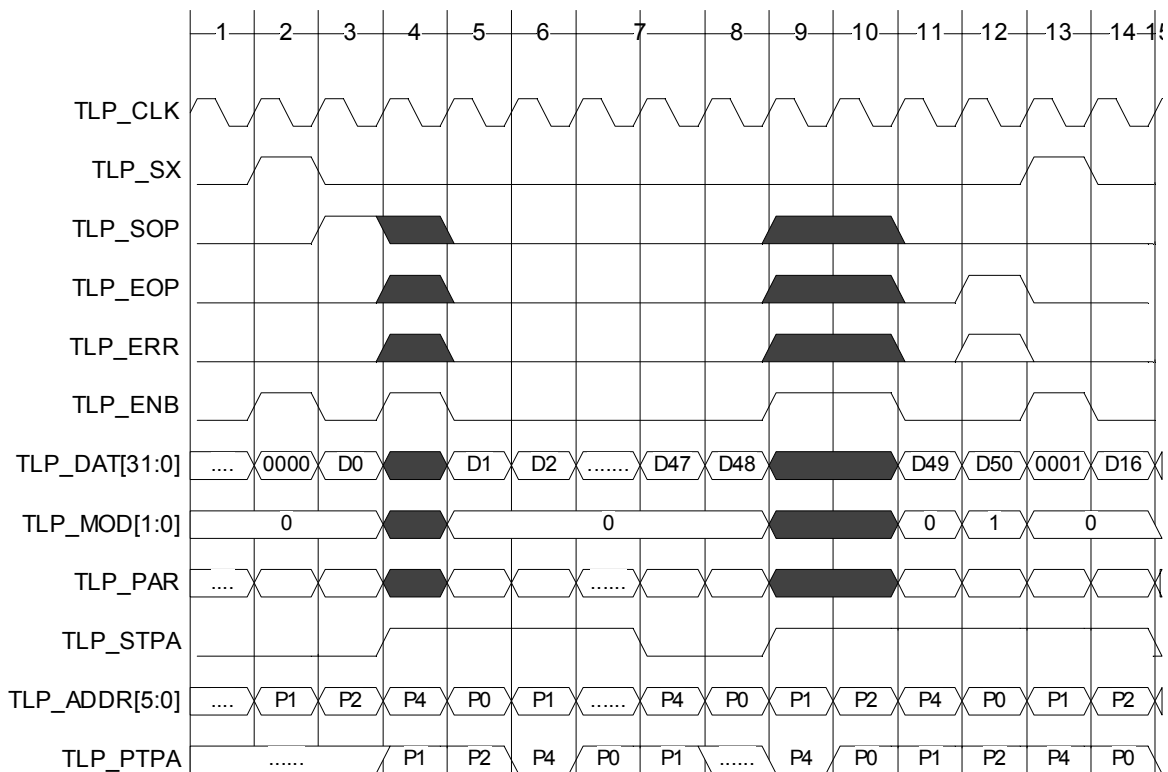 1 2 3 4 5 6 7 8 9 10 11 12 13 14 15
TLP_CLK
TLP_SX
TLP_SOP
TLP_EOP
TLP_ERR
TLP_ENB
TLP_DAT[31:0] .... 0000 D0 D1 D2 ....... D47 D48 D49 D50 0001 D16
TLP_MOD[1:0] 0 0 0 1 0
TLP_PAR .... ......
TLP_STPA
TLP_ADDR[5:0] .... P1 P2 P4 P0 P1 ...... P4 P0 P1 P2 P4 P0 P1 P2
TLP_PTPA ...... P1 P2 P4 P0 P1 ...... P4 P0 P1 P2 P4 P0